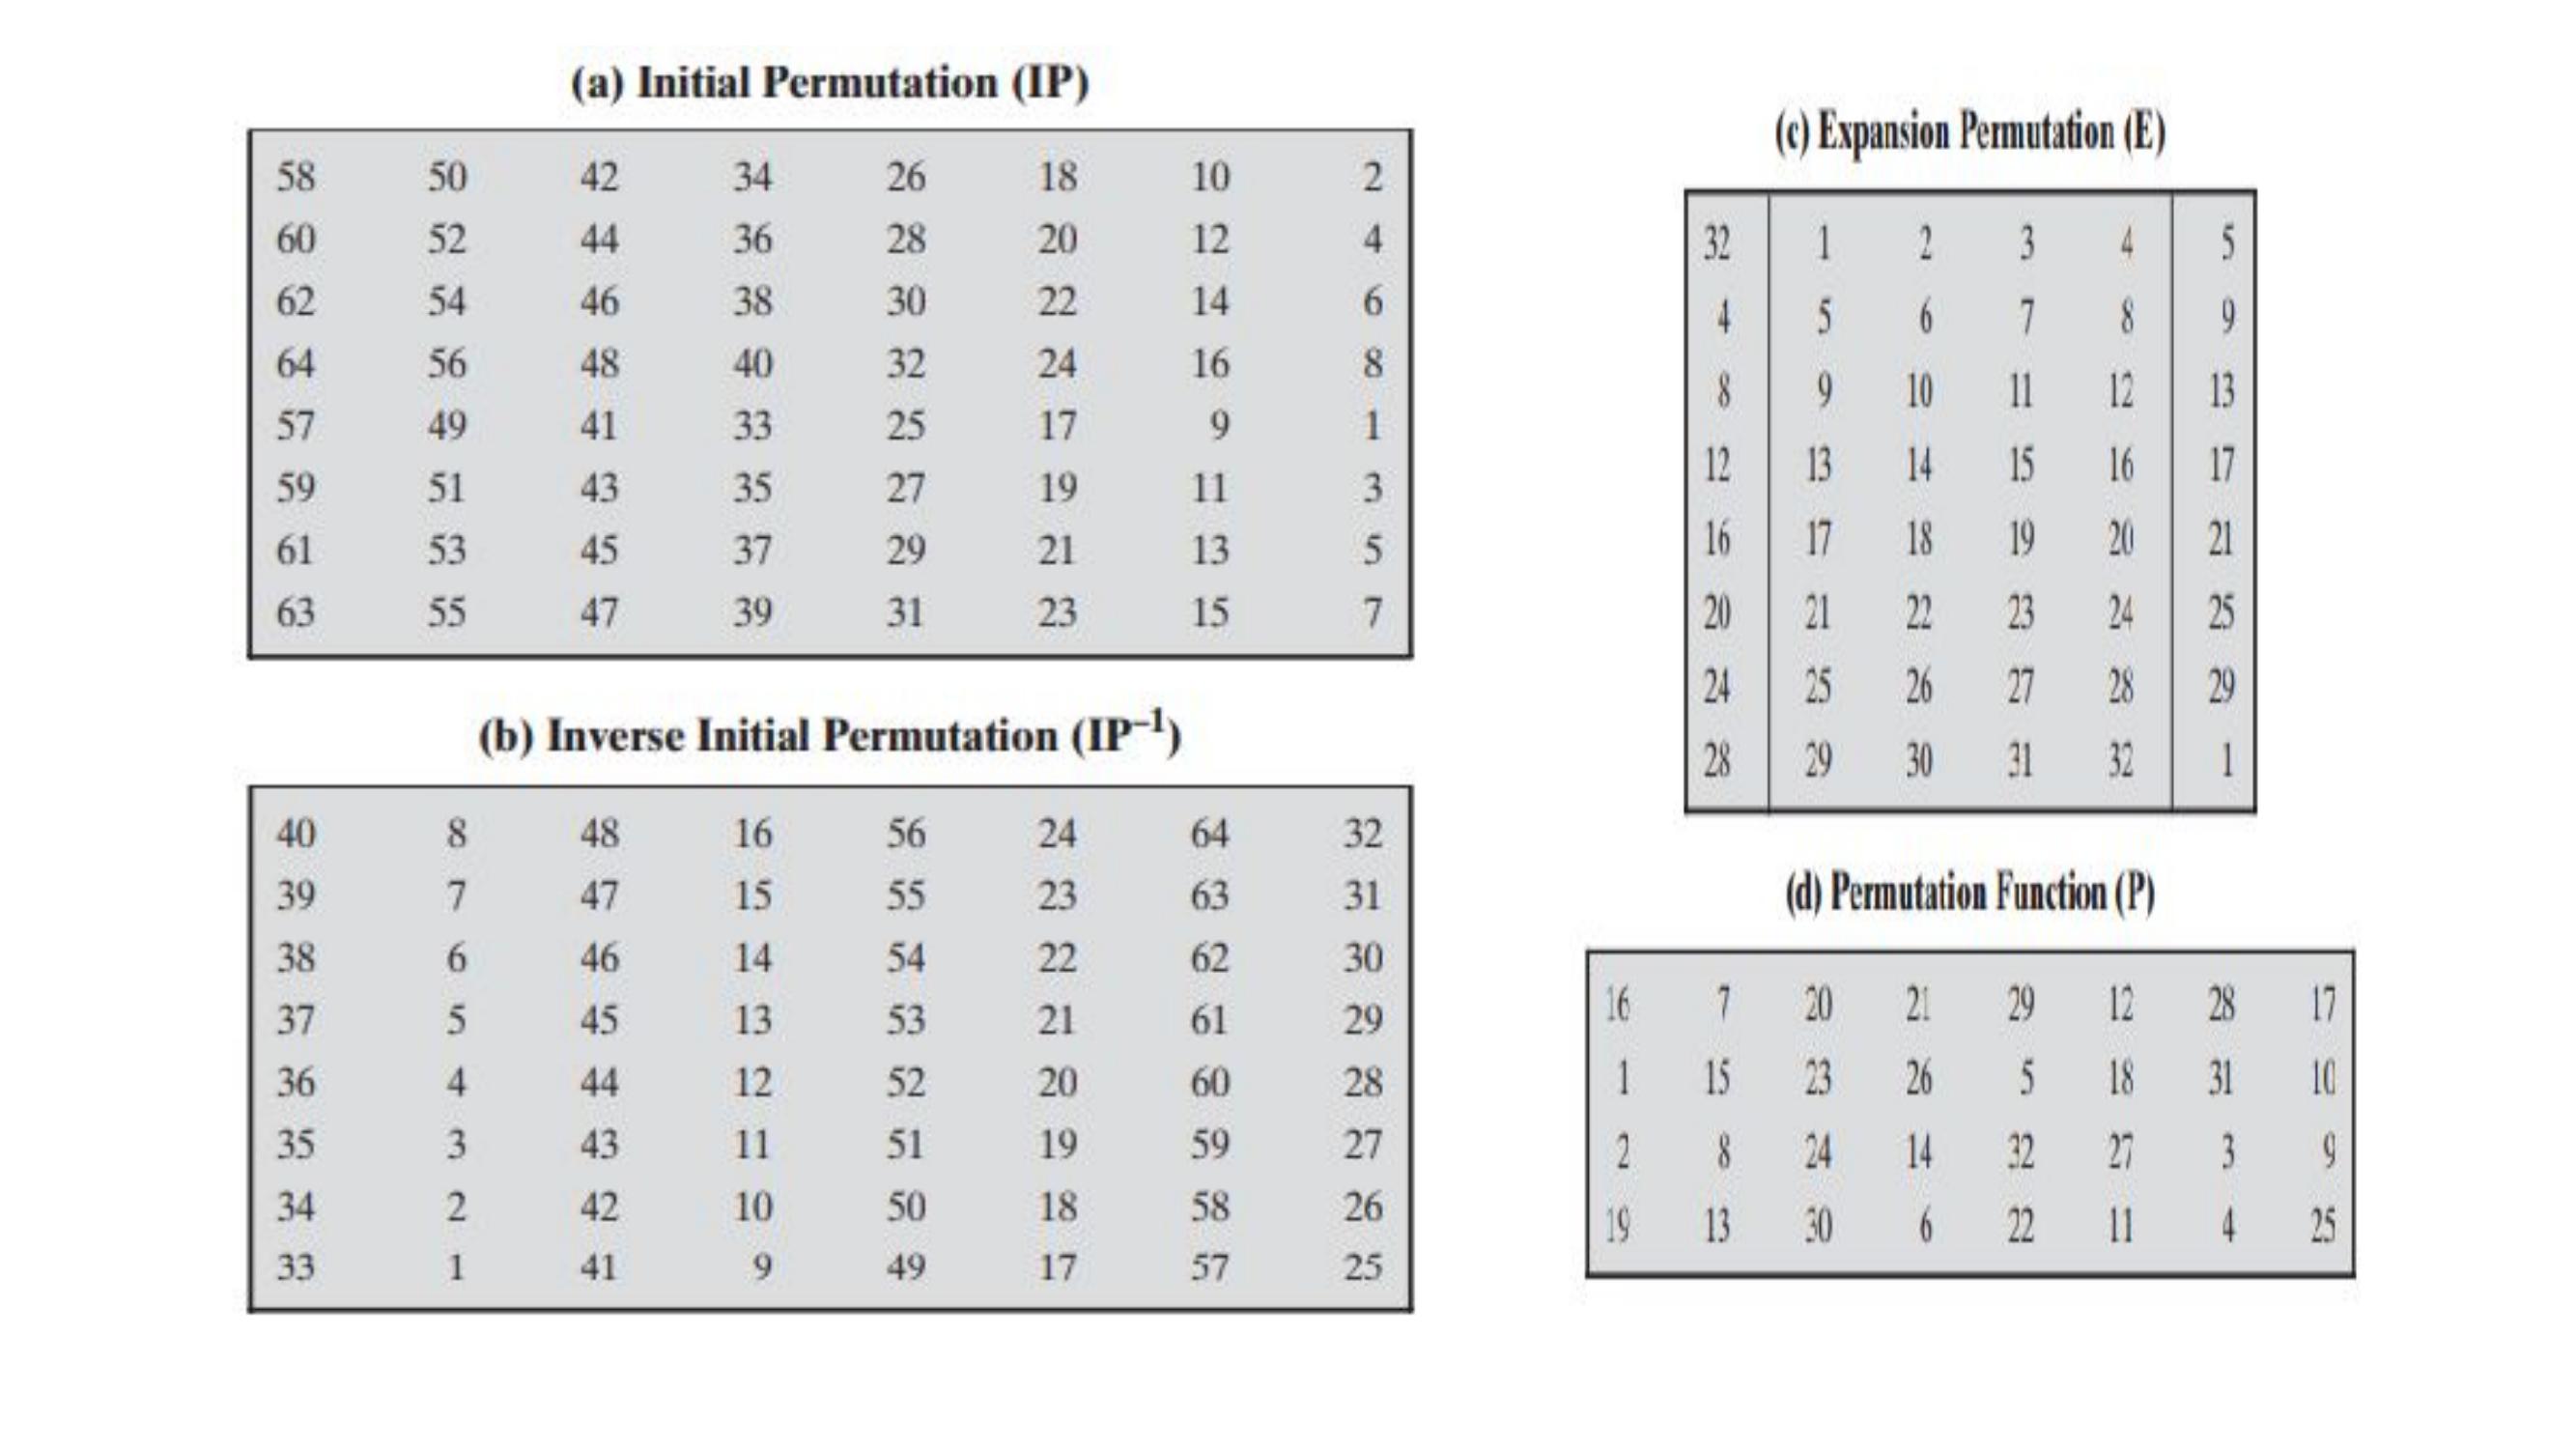 (a) Initial Permutation (IP)
58 50 42 34 26 18 10 2
60 52 44 36 28 20 12 4
62 54 46 38 30 22 14 6
64 56 48 40 32 24 16 8
57 49 41 33 25 17 9 1
59 51 43 35 27 19 11 3
61 53 45 37 29 21 13 5
63 55 47 39 31 23 15 7
(b) Inverse Initial Permutation (IP⁻¹)
40 8 48 16 56 24 64 32
39 7 47 15 55 23 63 31
38 6 46 14 54 22 62 30
37 5 45 13 53 21 61 29
36 4 44 12 52 20 60 28
35 3 43 11 51 19 59 27
34 2 42 10 50 18 58 26
33 1 41 9 49 17 57 25
(c) Expansion Permutation (E)
32 1 2 3 4 5
4 5 6 7 8 9
8 9 10 11 12 13
12 13 14 15 16 17
16 17 18 19 20 21
20 21 22 23 24 25
24 25 26 27 28 29
28 29 30 31 32 1
(d) Permutation Function (P)
16 7 20 21 29 12 28 17
1 15 23 26 5 18 31 10
2 8 24 14 32 27 3 9
19 13 30 6 22 11 4 25